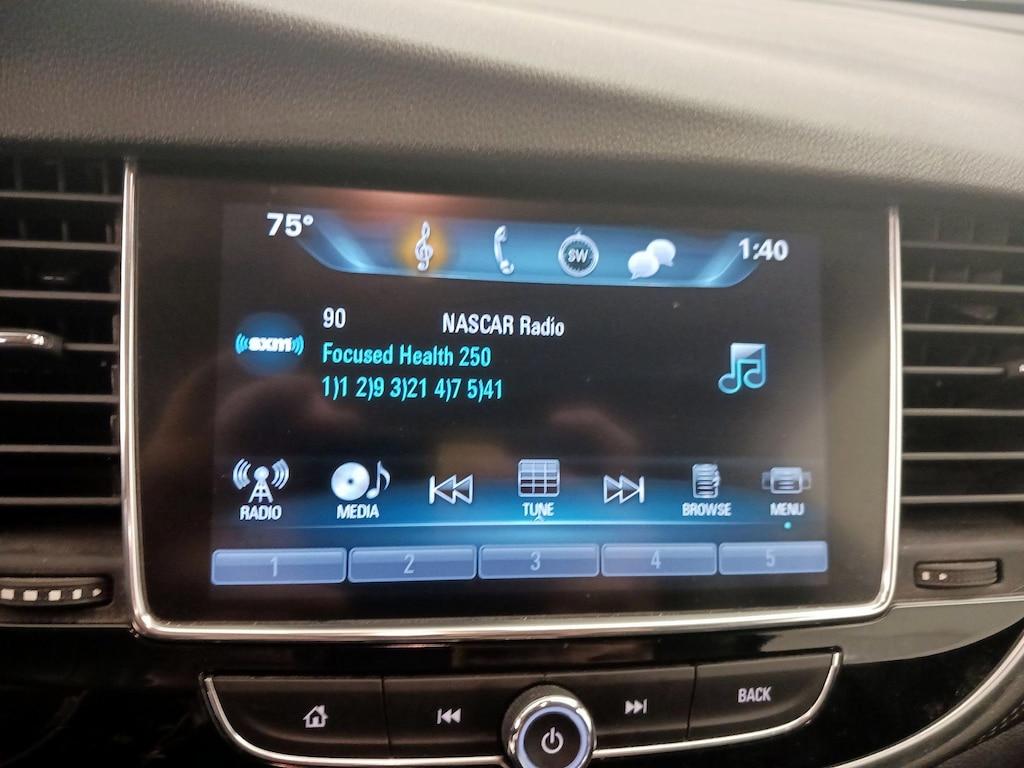 75°
SW
1:40
sxm
90 NASCAR Radio
Focused Health 250
1)1 2)9 3)21 4)7 5)41
RADIO MEDIA TUNE BROWSE MENU
1 2 3 4 5
BACK